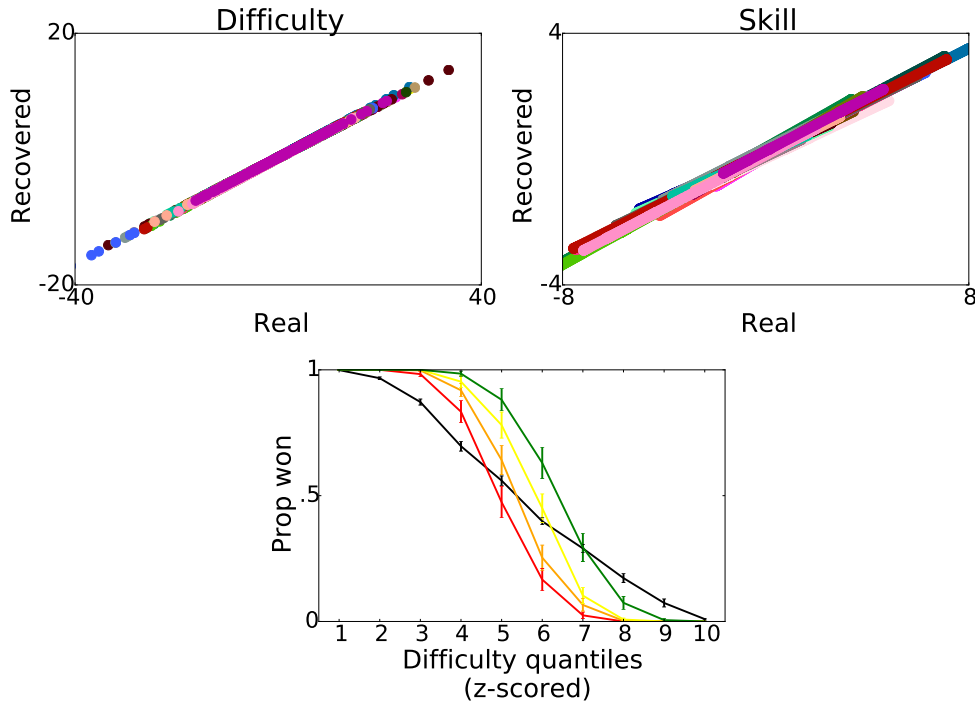 Difficulty
20
Recovered
-20
-40
40
Real
Skill
4
Recovered
-4
-8
8
Real
1
Prop won
.5
0
1 2 3 4 5 6 7 8 9 10
Difficulty quantiles
(z-scored)